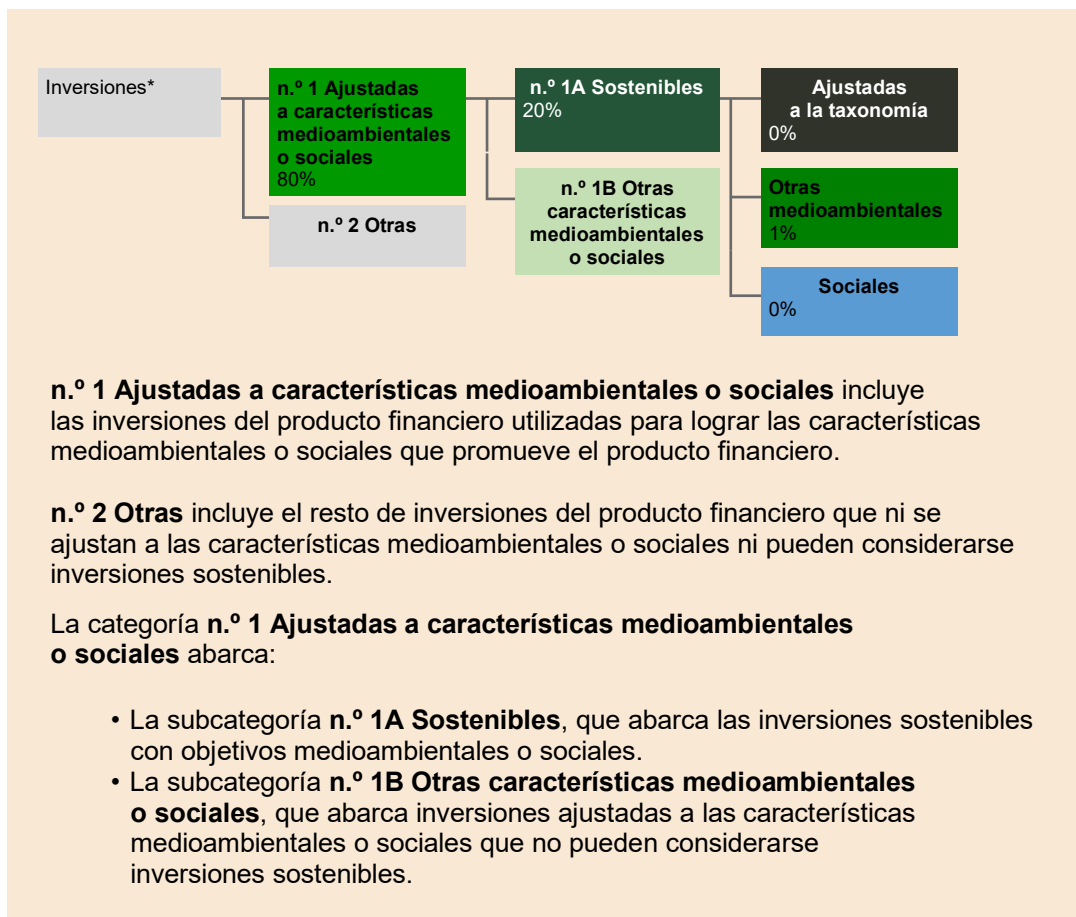 Inversiones*
n.º 1 Ajustadas
a características
medioambientales
o sociales
80%
n.º 2 Otras
n.º 1A Sostenibles
20%
n.º 1B Otras
características
medioambientales
o sociales
Ajustadas
a la taxonomía
0%
Otras
medioambientales
1%
Sociales
0%
n.º 1 Ajustadas a características medioambientales o sociales incluye
las inversiones del producto financiero utilizadas para lograr las características
medioambientales o sociales que promueve el producto financiero.
n.º 2 Otras incluye el resto de inversiones del producto financiero que ni se
ajustan a las características medioambientales o sociales ni pueden considerarse
inversiones sostenibles.
La categoría n.º 1 Ajustadas a características medioambientales
o sociales abarca:
• La subcategoría n.º 1A Sostenibles, que abarca las inversiones sostenibles
con objetivos medioambientales o sociales.
• La subcategoría n.º 1B Otras características medioambientales
o sociales, que abarca inversiones ajustadas a las características
medioambientales o sociales que no pueden considerarse
inversiones sostenibles.